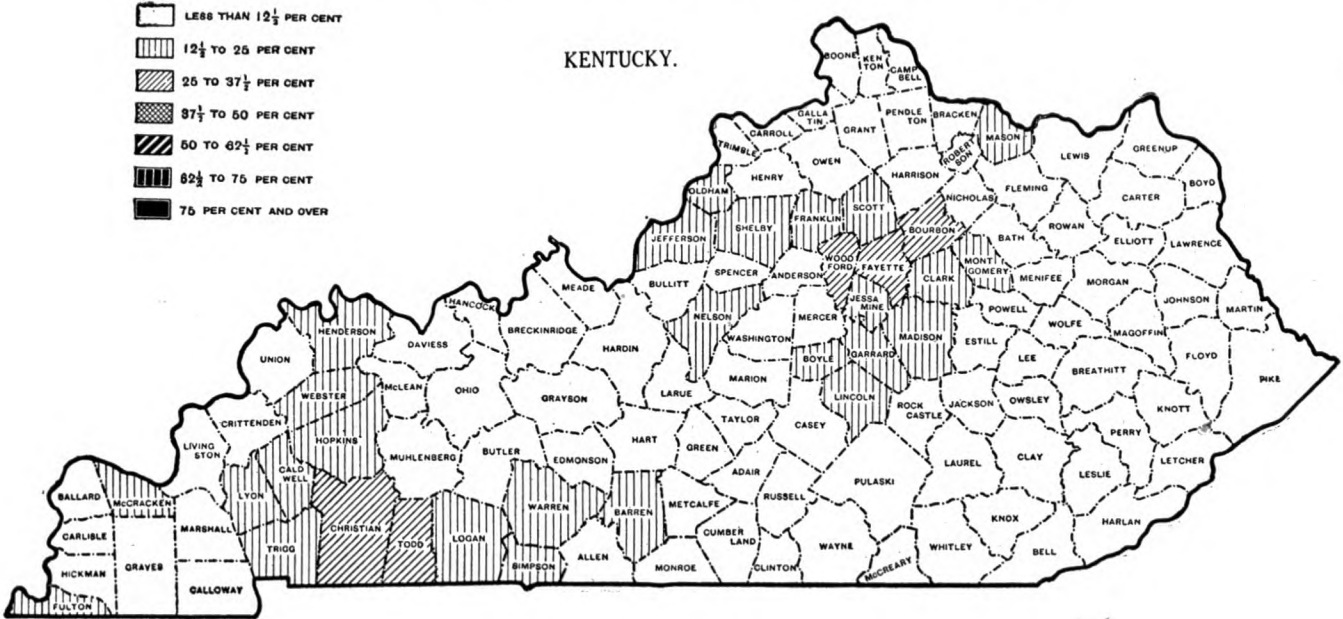 LESS THAN 12½ PER CENT
12½ TO 25 PER CENT
25 TO 37½ PER CENT
37½ TO 50 PER CENT
50 TO 62½ PER CENT
62½ TO 75 PER CENT
75 PER CENT AND OVER
KENTUCKY.
BOONE
KEN
TON
CAMP
BELL
GALLA
TIN
CARROLL
TRIMBLE
GRANT
PENDLE
TON
BRACKEN
MASON
ROBERT
SON
LEWIS
GREENUP
OWEN
HENRY
HARRISON
OLDHAM
NICHOLAS
FLEMING
CARTER
BOYD
SCOTT
FRANKLIN
SHELBY
JEFFERSON
BOURBON
BATH
ROWAN
ELLIOTT
LAWRENCE
WOOD
FORD
FAYETTE
MONT
GOMERY
SPENCER
ANDERSON
CLARK
MENIFEE
MORGAN
BULLITT
MEADE
JESSA
MINE
POWELL
JOHNSON
MARTIN
HANCOCK
NELSON
MERCER
WOLFE
MAGOFFIN
HENDERSON
BRECKINRIDGE
WASHINGTON
MADISON
ESTILL
DAVIESS
HARDIN
BOYLE
GARRARD
LEE
FLOYD
UNION
BREATHITT
PIKE
McLEAN
OHIO
MARION
WEBSTER
GRAYSON
LARUE
LINCOLN
ROCK
CASTLE
JACKSON
OWSLEY
KNOTT
CRITTENDEN
TAYLOR
CASEY
PERRY
HOPKINS
HART
GREEN
LIVING
STON
MUHLENBERG
BUTLER
EDMONSON
ADAIR
LAUREL
CLAY
LETCHER
CALD
WELL
LESLIE
BALLARD
McCRACKEN
LYON
PULASKI
RUSSELL
METCALFE
WARREN
BARREN
MARSHALL
CHRISTIAN
KNOX
HARLAN
CARLISLE
TODD
LOGAN
CUMBER
LAND
TRIGG
WAYNE
WHITLEY
BELL
ALLEN
HICKMAN
GRAVES
SIMPSON
MONROE
CLINTON
McCREARY
CALLOWAY
FULTON